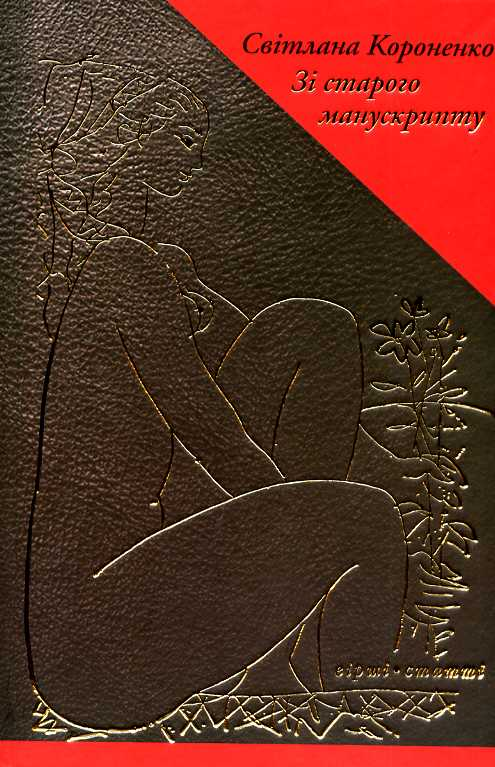 Світлана Короненко
Зі старого
манускрипту
вірші • статті